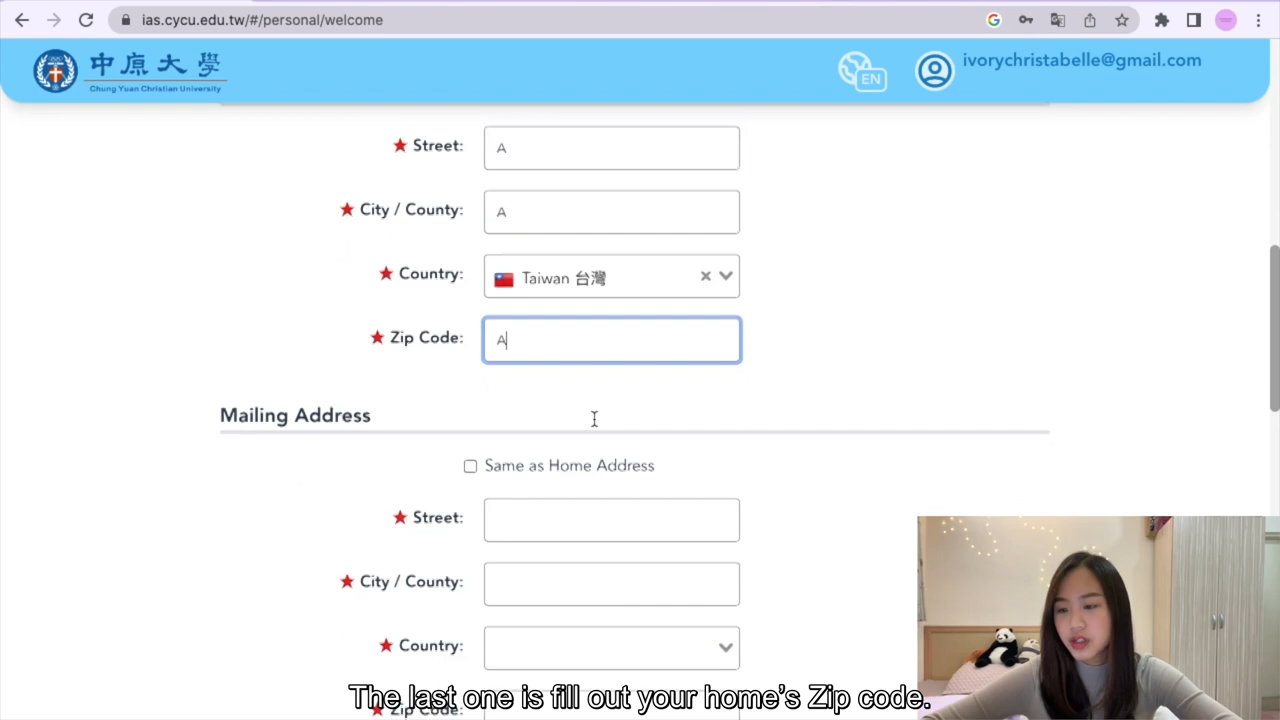 ias.cycu.edu.tw/#/personal/welcome
中原大學
Chung Yuan Christian University
EN
ivorychristabelle@gmail.com
★ Street:
A
★ City / County:
A
★ Country:
Taiwan 台灣
★ Zip Code:
A
Mailing Address
Same as Home Address
★ Street:
★ City / County:
★ Country:
The last one is fill out your home's Zip code.
★ Zip Code: